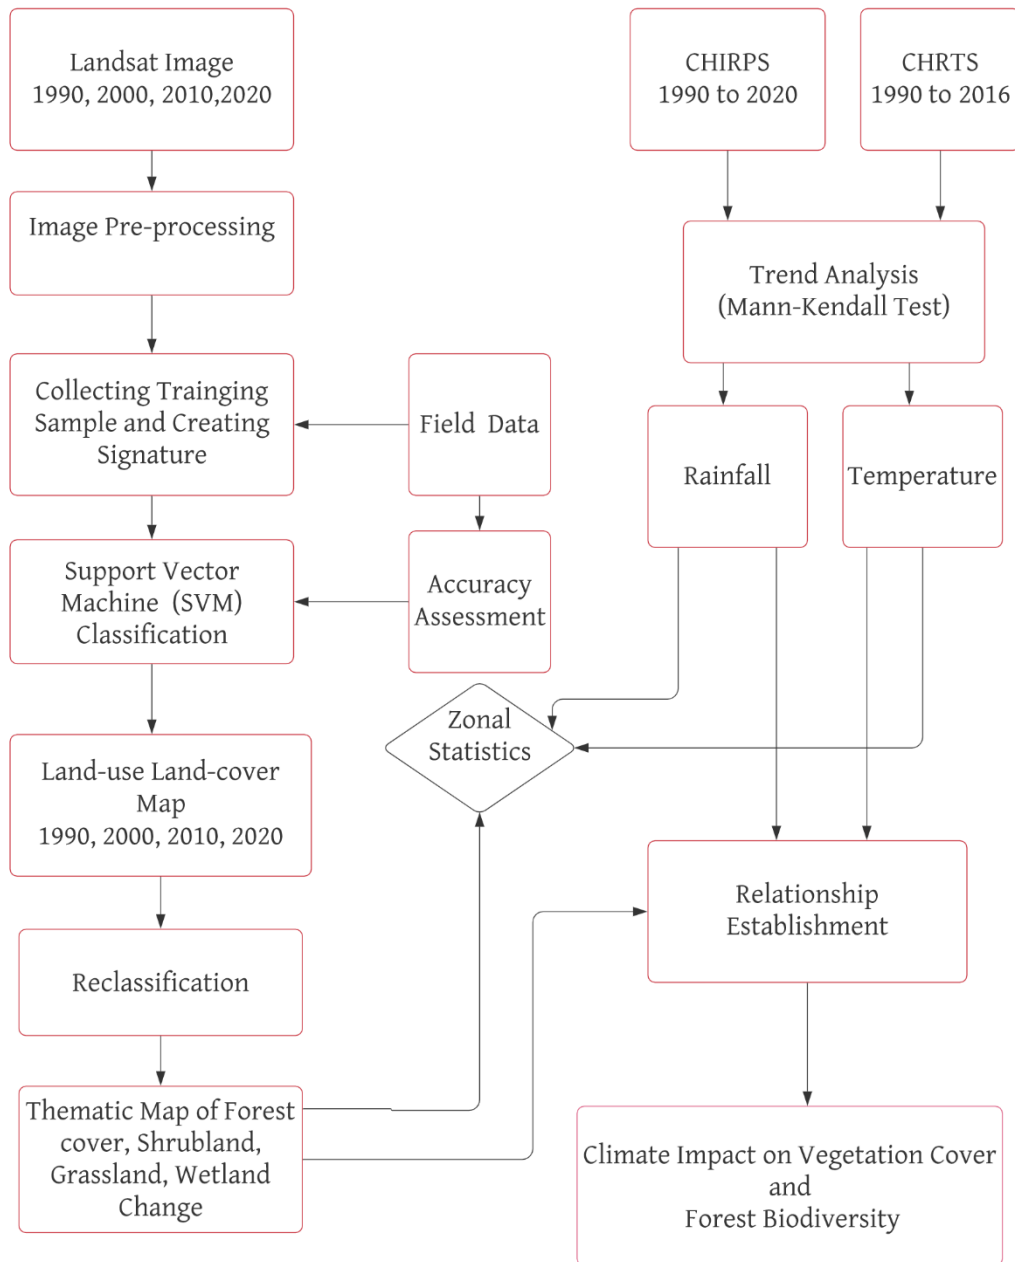 Landsat Image
1990, 2000, 2010,2020
Image Pre-processing
Collecting Trainging
Sample and Creating
Signature
Support Vector
Machine (SVM)
Classification
Land-use Land-cover
Map
1990, 2000, 2010, 2020
Reclassification
Thematic Map of Forest
cover, Shrubland,
Grassland, Wetland
Change
Field Data
Accuracy
Assessment
Zonal
Statistics
CHIRPS
1990 to 2020
CHRTS
1990 to 2016
Trend Analysis
(Mann-Kendall Test)
Rainfall
Temperature
Relationship
Establishment
Climate Impact on Vegetation Cover
and
Forest Biodiversity